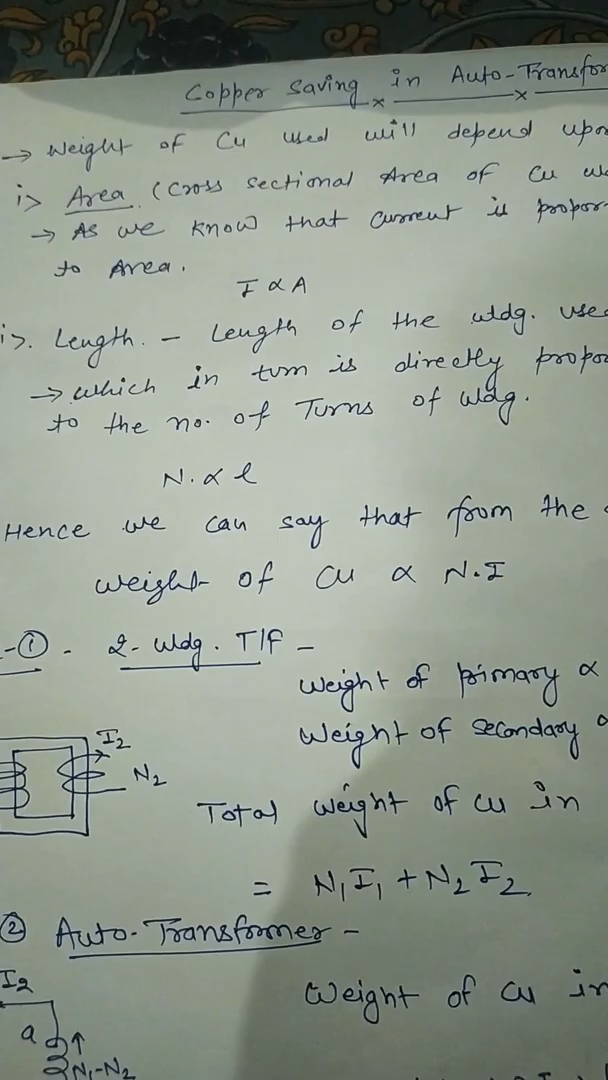 Copper saving in Auto-Transfor
→ Weight of Cu used will depend upo
i> Area (cross sectional Area of Cu
→ As we know that current is propor
to Area.
I ∝ A
i>. Length. - Length of the wdg. use
→ which in turn is directly propo
to the no. of Turns of wdg.
N. ∝ l
Hence we can say that from the
weight of Cu ∝ N.I
-① - 2-wdg. T/F -
Weight of primary ∝
Weight of secondary ∝
I2
N2
Total weight of cu in
= N1I1 + N2I2
② Auto-Transformer -
I2
Weight of cu in
a
N1-N2